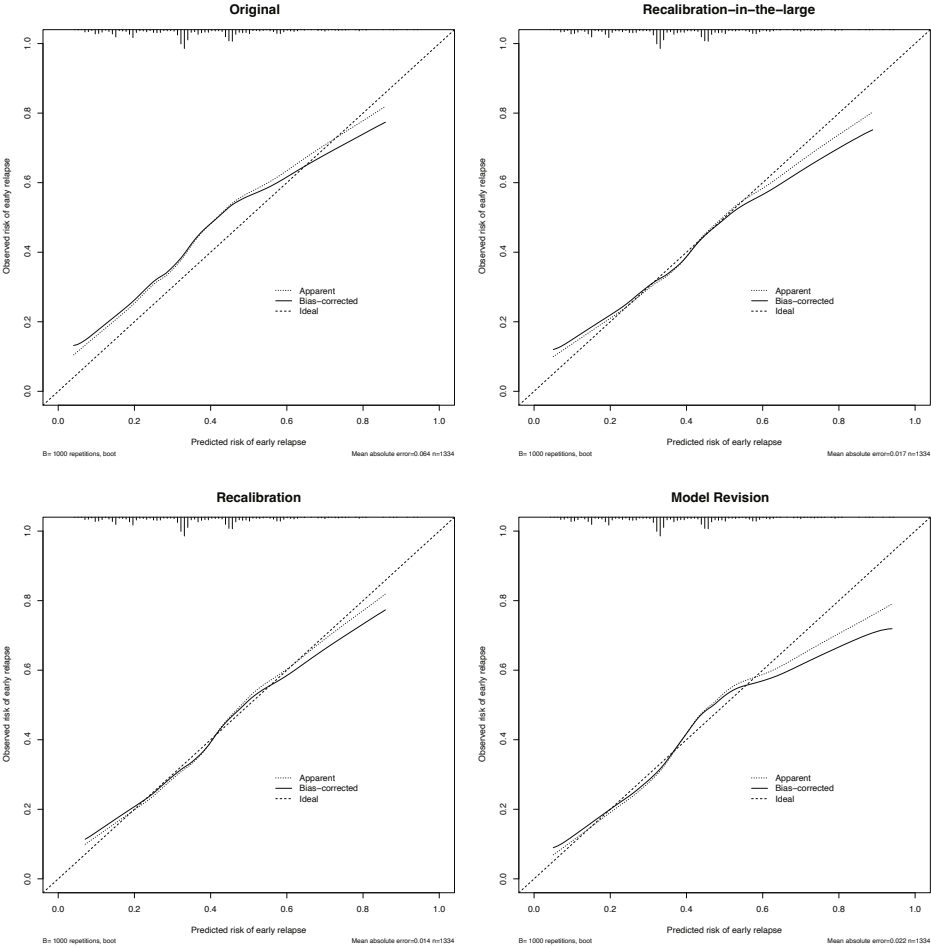 Original
Observed risk of early relapse
1.0
0.8
0.6
0.4
0.2
0.0
Apparent
Bias−corrected
Ideal
0.0 0.2 0.4 0.6 0.8 1.0
Predicted risk of early relapse
B= 1000 repetitions, boot Mean absolute error=0.064 n=1334
Recalibration−in−the−large
Observed risk of early relapse
1.0
0.8
0.6
0.4
0.2
0.0
Apparent
Bias−corrected
Ideal
0.0 0.2 0.4 0.6 0.8 1.0
Predicted risk of early relapse
B= 1000 repetitions, boot Mean absolute error=0.017 n=1334
Recalibration
Observed risk of early relapse
1.0
0.8
0.6
0.4
0.2
0.0
Apparent
Bias−corrected
Ideal
0.0 0.2 0.4 0.6 0.8 1.0
Predicted risk of early relapse
B= 1000 repetitions, boot Mean absolute error=0.014 n=1334
Model Revision
Observed risk of early relapse
1.0
0.8
0.6
0.4
0.2
0.0
Apparent
Bias−corrected
Ideal
0.0 0.2 0.4 0.6 0.8 1.0
Predicted risk of early relapse
B= 1000 repetitions, boot Mean absolute error=0.022 n=1334